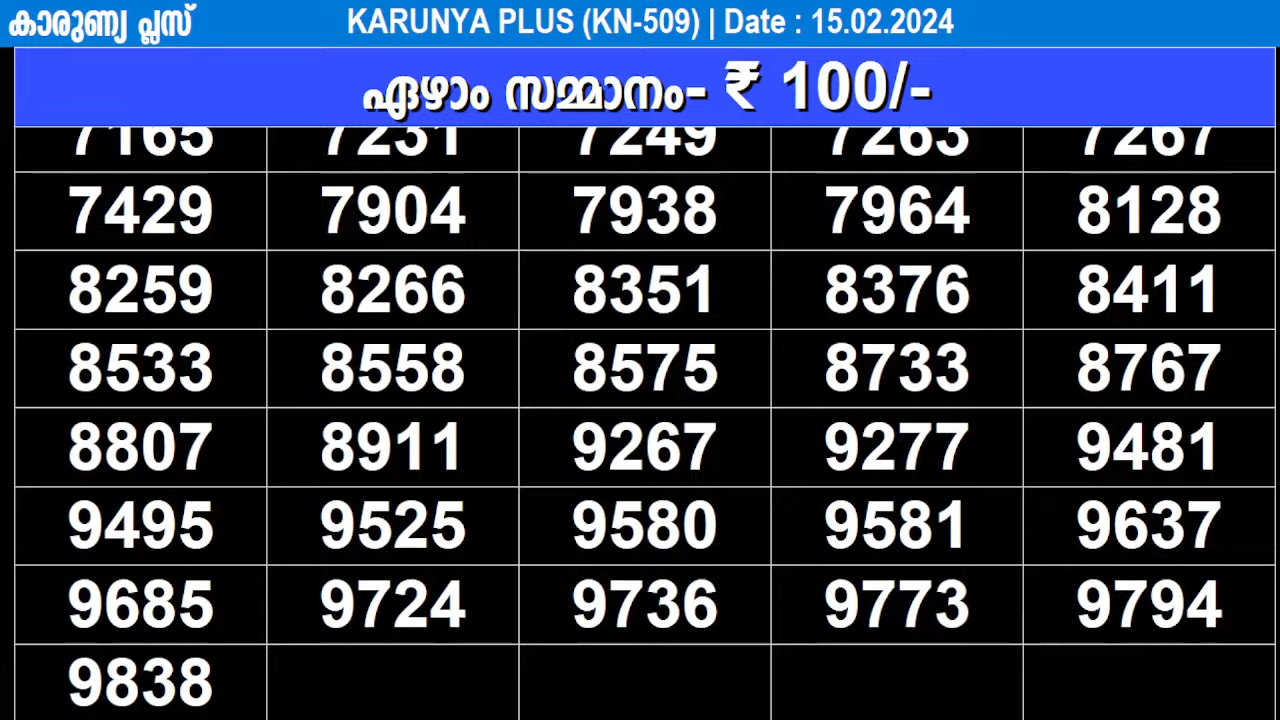 കാരുണ്യ പ്ലസ് KARUNYA PLUS (KN-509) | Date : 15.02.2024
ഏഴാം സമ്മാനം- ₹ 100/-
7165 7231 7249 7263 7267
7429 7904 7938 7964 8128
8259 8266 8351 8376 8411
8533 8558 8575 8733 8767
8807 8911 9267 9277 9481
9495 9525 9580 9581 9637
9685 9724 9736 9773 9794
9838